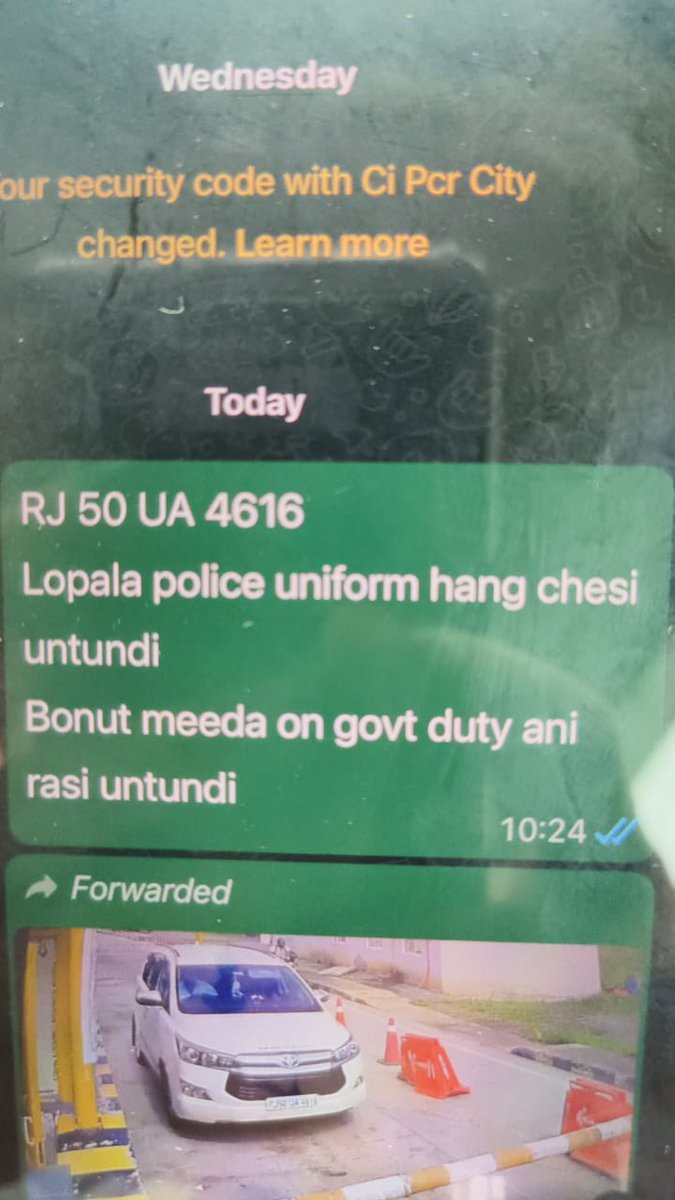 Wednesday
our security code with Ci Pcr City
changed. Learn more
Today
RJ 50 UA 4616
Lopala police uniform hang chesi
untundi
Bonut meeda on govt duty ani
rasi untundi
10:24
Forwarded